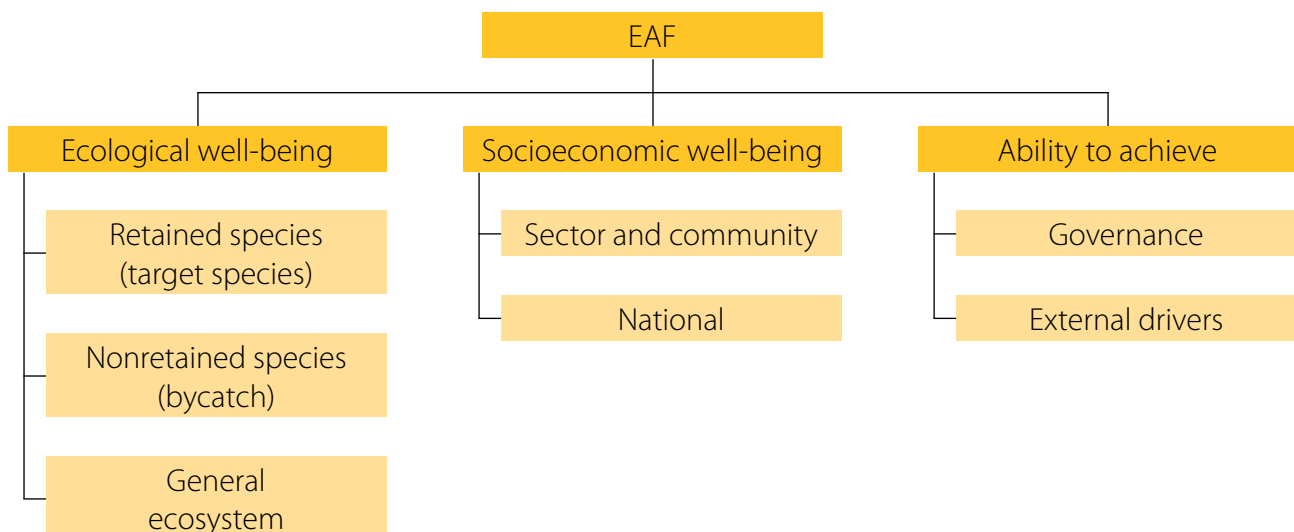 EAF
Ecological well-being
Socioeconomic well-being
Ability to achieve
Retained species
(target species)
Sector and community
Governance
National
External drivers
Nonretained species
(bycatch)
General
ecosystem